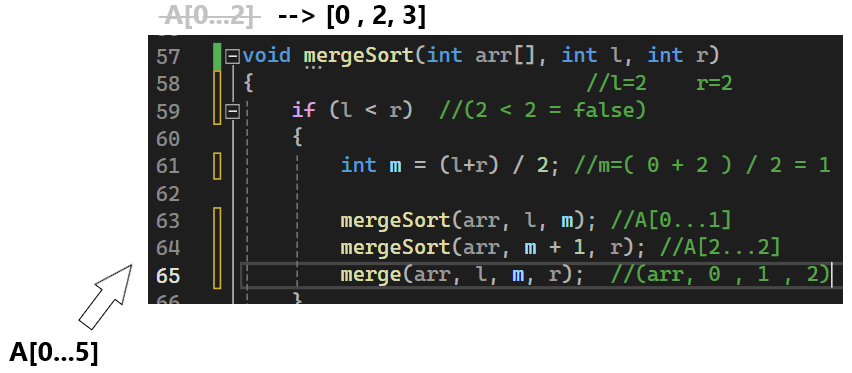 A[0...2] --> [0 , 2, 3]
57 void mergeSort(int arr[], int l, int r)
58 { //l=2 r=2
59 if (l < r) //(2 < 2 = false)
60 {
61 int m = (l+r) / 2; //m=( 0 + 2 ) / 2 = 1
62
63 mergeSort(arr, l, m); //A[0...1]
64 mergeSort(arr, m + 1, r); //A[2...2]
65 merge(arr, l, m, r); //(arr, 0 , 1 , 2)
66 }
A[0...5]